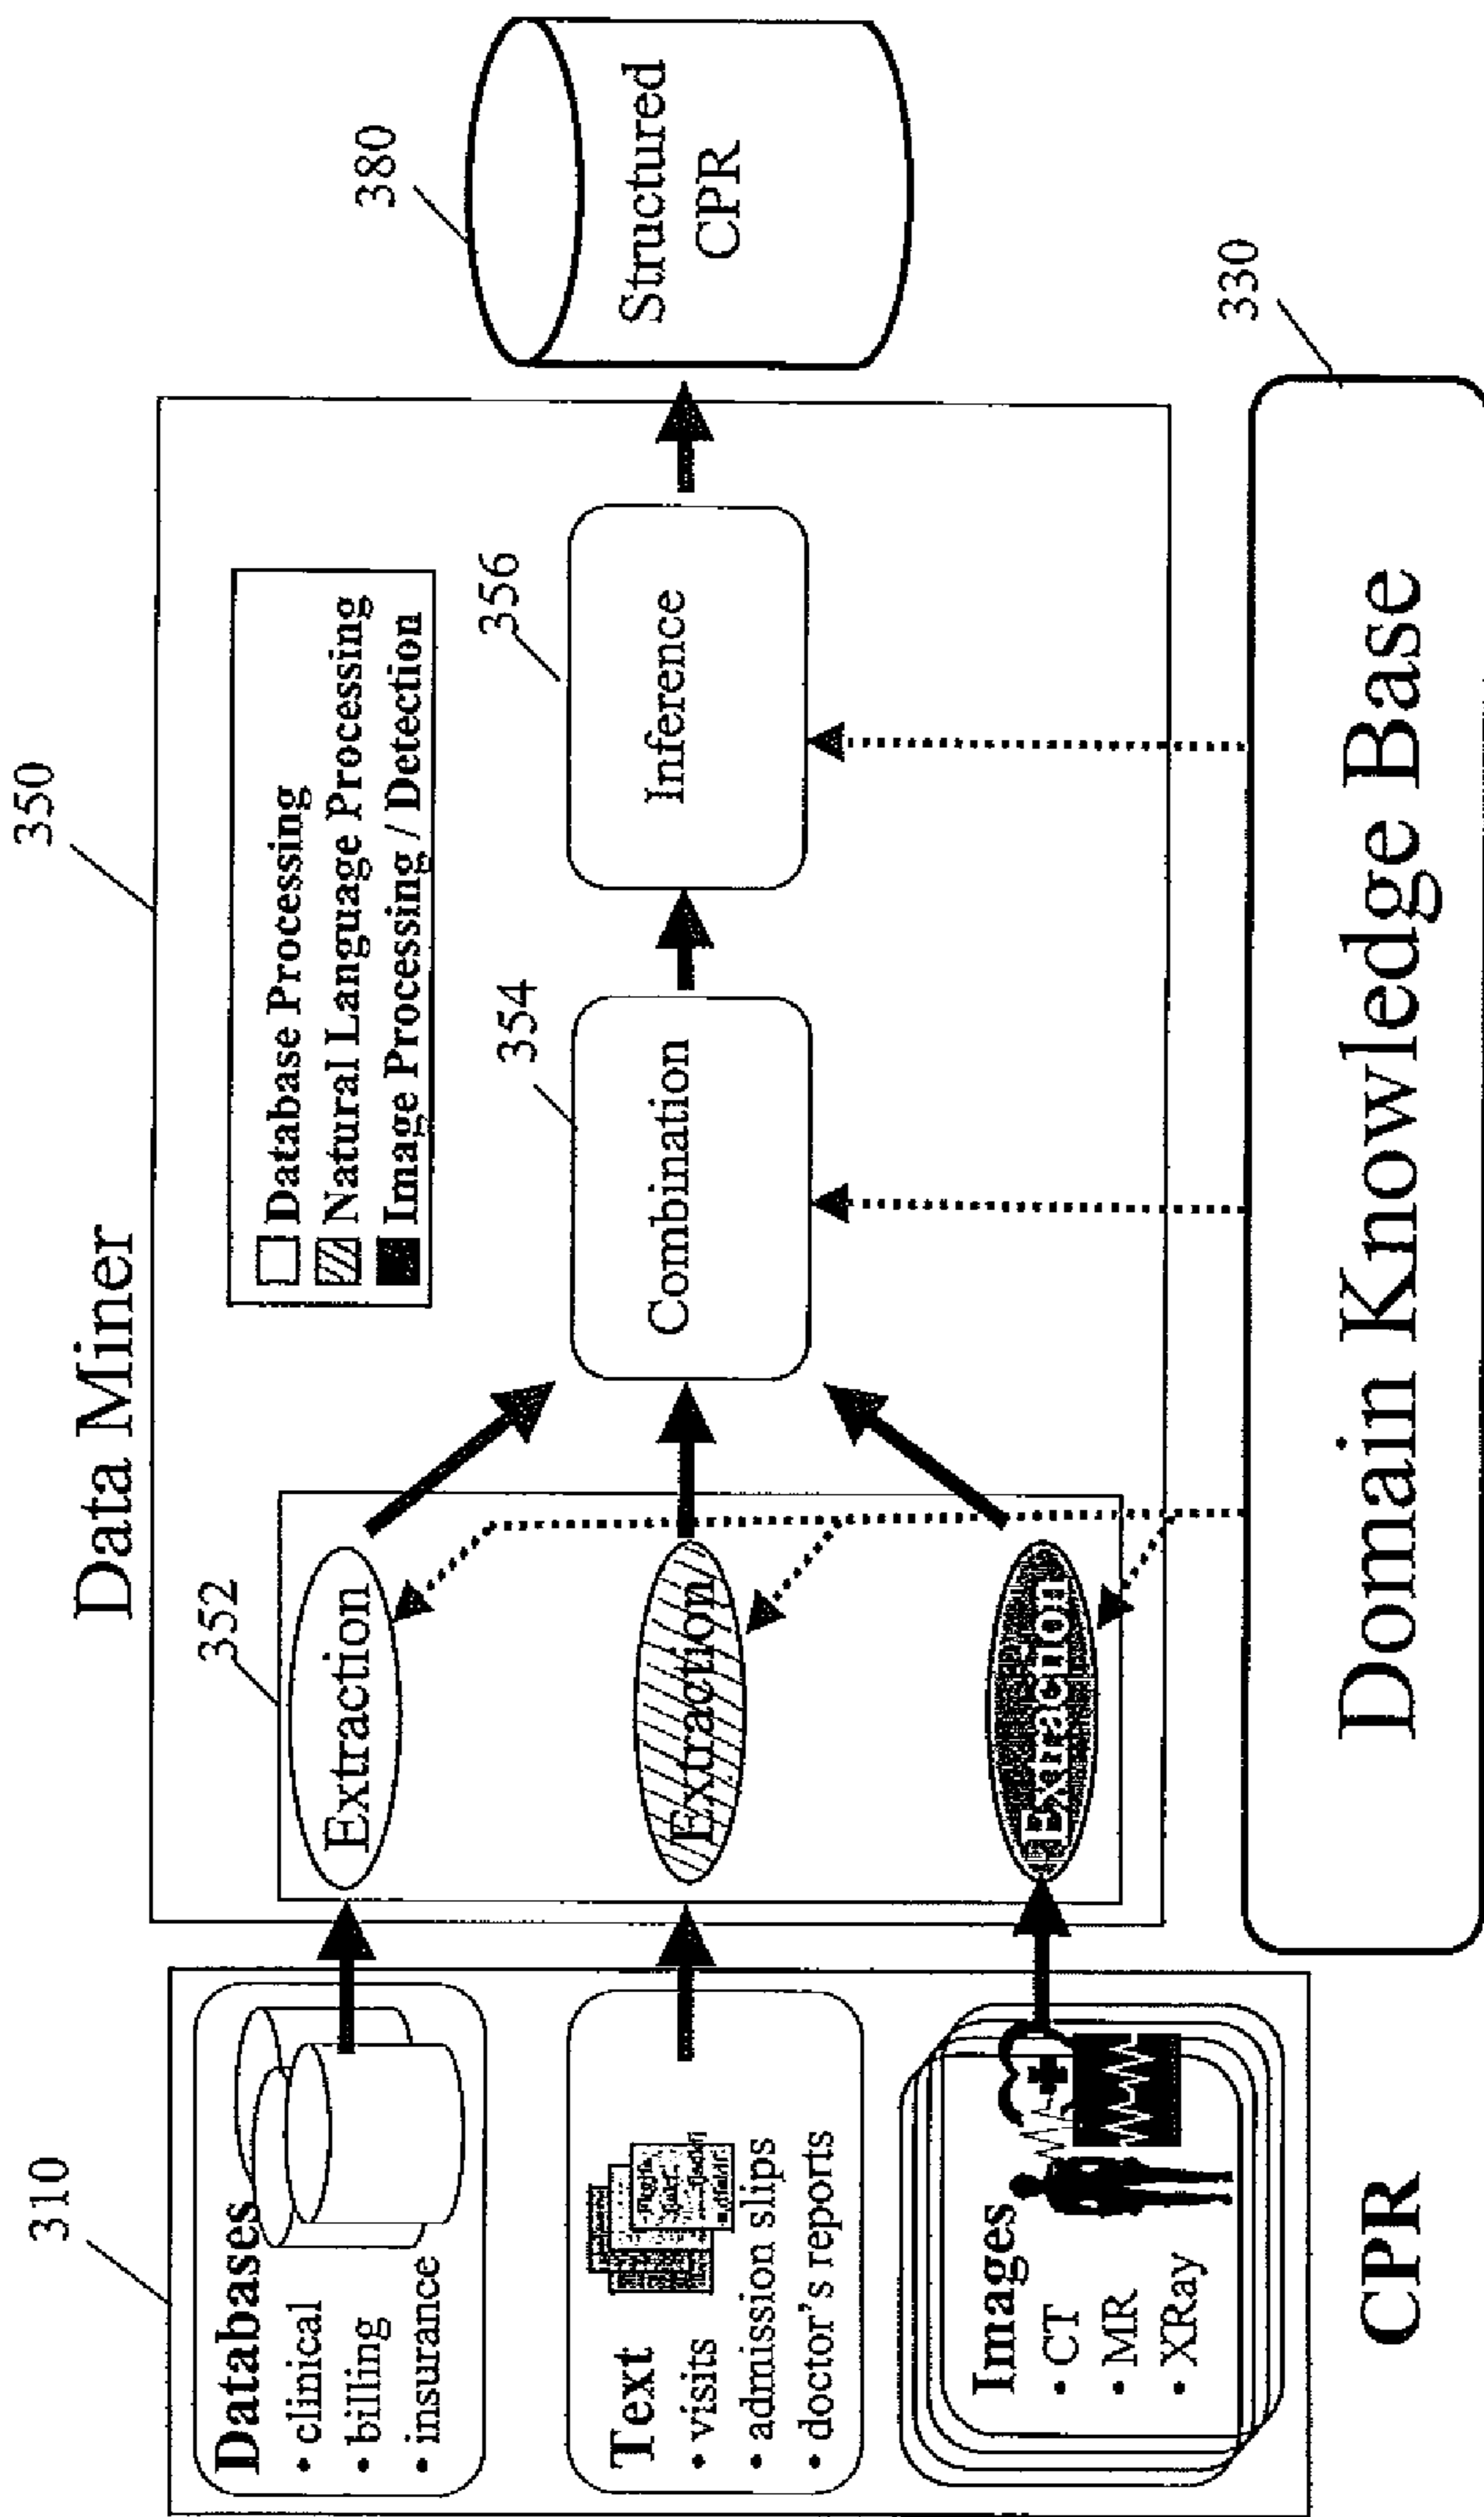 Data Miner
310
350
352
354
356
380
330
Databases
• clinical
• billing
• insurance
Text
• visits
• admission slips
• doctor's reports
Images
• CT
• MR
• XRay
CPR
Extraction
Extraction
Extraction
Database Processing
Natural Language Processing
Image Processing / Detection
Combination
Inference
Structured
CPR
Domain Knowledge Base